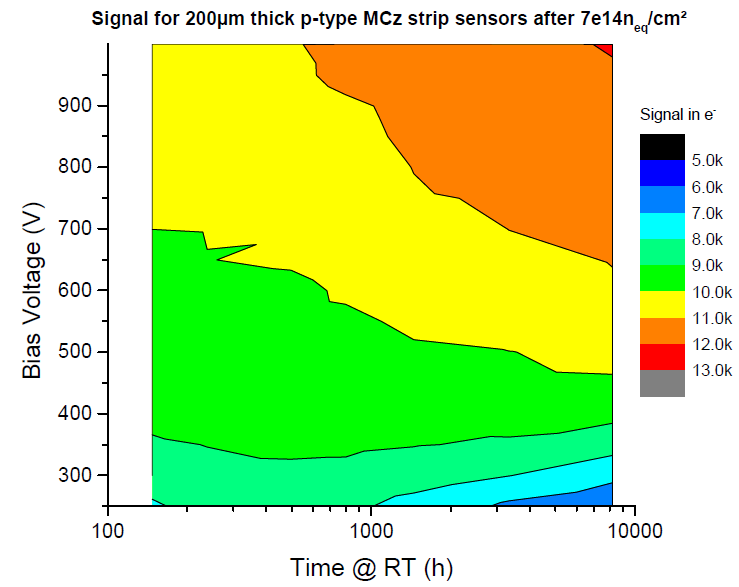 Signal for 200µm thick p-type MCz strip sensors after 7e14neq/cm²
Signal in e-
5.0k
6.0k
7.0k
8.0k
9.0k
10.0k
11.0k
12.0k
13.0k
900
800
700
600
500
400
300
Bias Voltage (V)
100
1000
10000
Time @ RT (h)